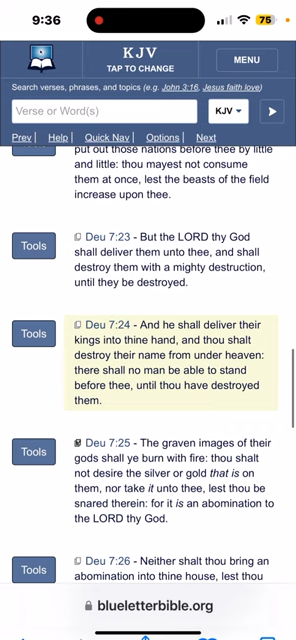 9:36
75
KJV
TAP TO CHANGE
MENU
Search verses, phrases, and topics (e.g. John 3:16, Jesus faith love)
Verse or Word(s)
KJV
Prev| Help| Quick Nav| Options| Next
put out those nations before thee by little
and little: thou mayest not consume
them at once, lest the beasts of the field
increase upon thee.
Tools
Deu 7:23 - But the LORD thy God
shall deliver them unto thee, and shall
destroy them with a mighty destruction,
until they be destroyed.
Tools
Deu 7:24 - And he shall deliver their
kings into thine hand, and thou shalt
destroy their name from under heaven:
there shall no man be able to stand
before thee, until thou have destroyed
them.
Tools
Deu 7:25 - The graven images of their
gods shall ye burn with fire: thou shalt
not desire the silver or gold that is on
them, nor take it unto thee, lest thou be
snared therein: for it is an abomination to
the LORD thy God.
Tools
Deu 7:26 - Neither shalt thou bring an
abomination into thine house, lest thou
blueletterbible.org